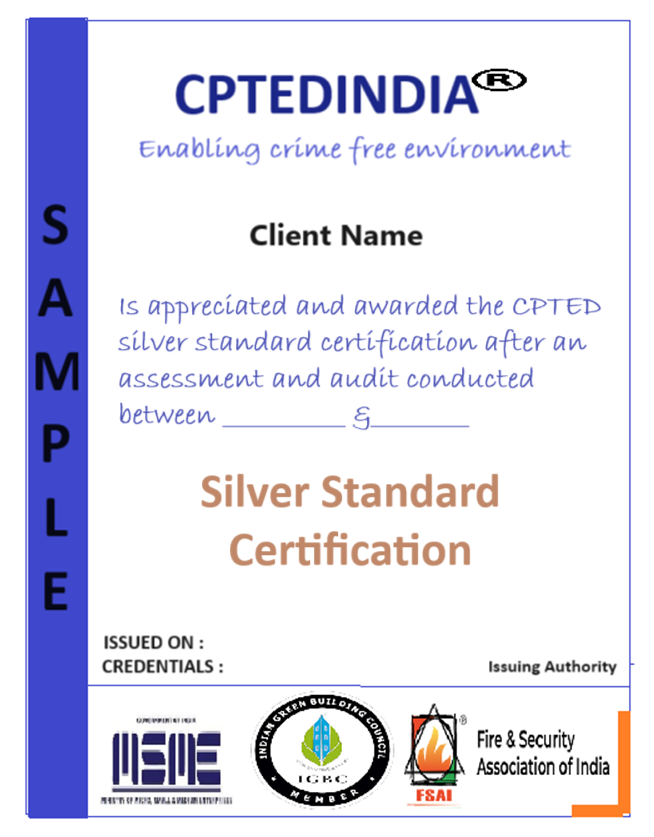 SAMPLE
CPTEDINDIA®
Enabling crime free environment
Client Name
Is appreciated and awarded the CPTED
silver standard certification after an
assessment and audit conducted
between __________ &________
Silver Standard
Certification
ISSUED ON :
CREDENTIALS :
Issuing Authority
GOVERNMENT OF INDIA
MSME
MINISTRY OF MICRO, SMALL & MEDIUM ENTERPRISES
INDIAN GREEN BUILDING COUNCIL
IGBC
MEMBER
®
FSAI
Fire & Security
Association of India